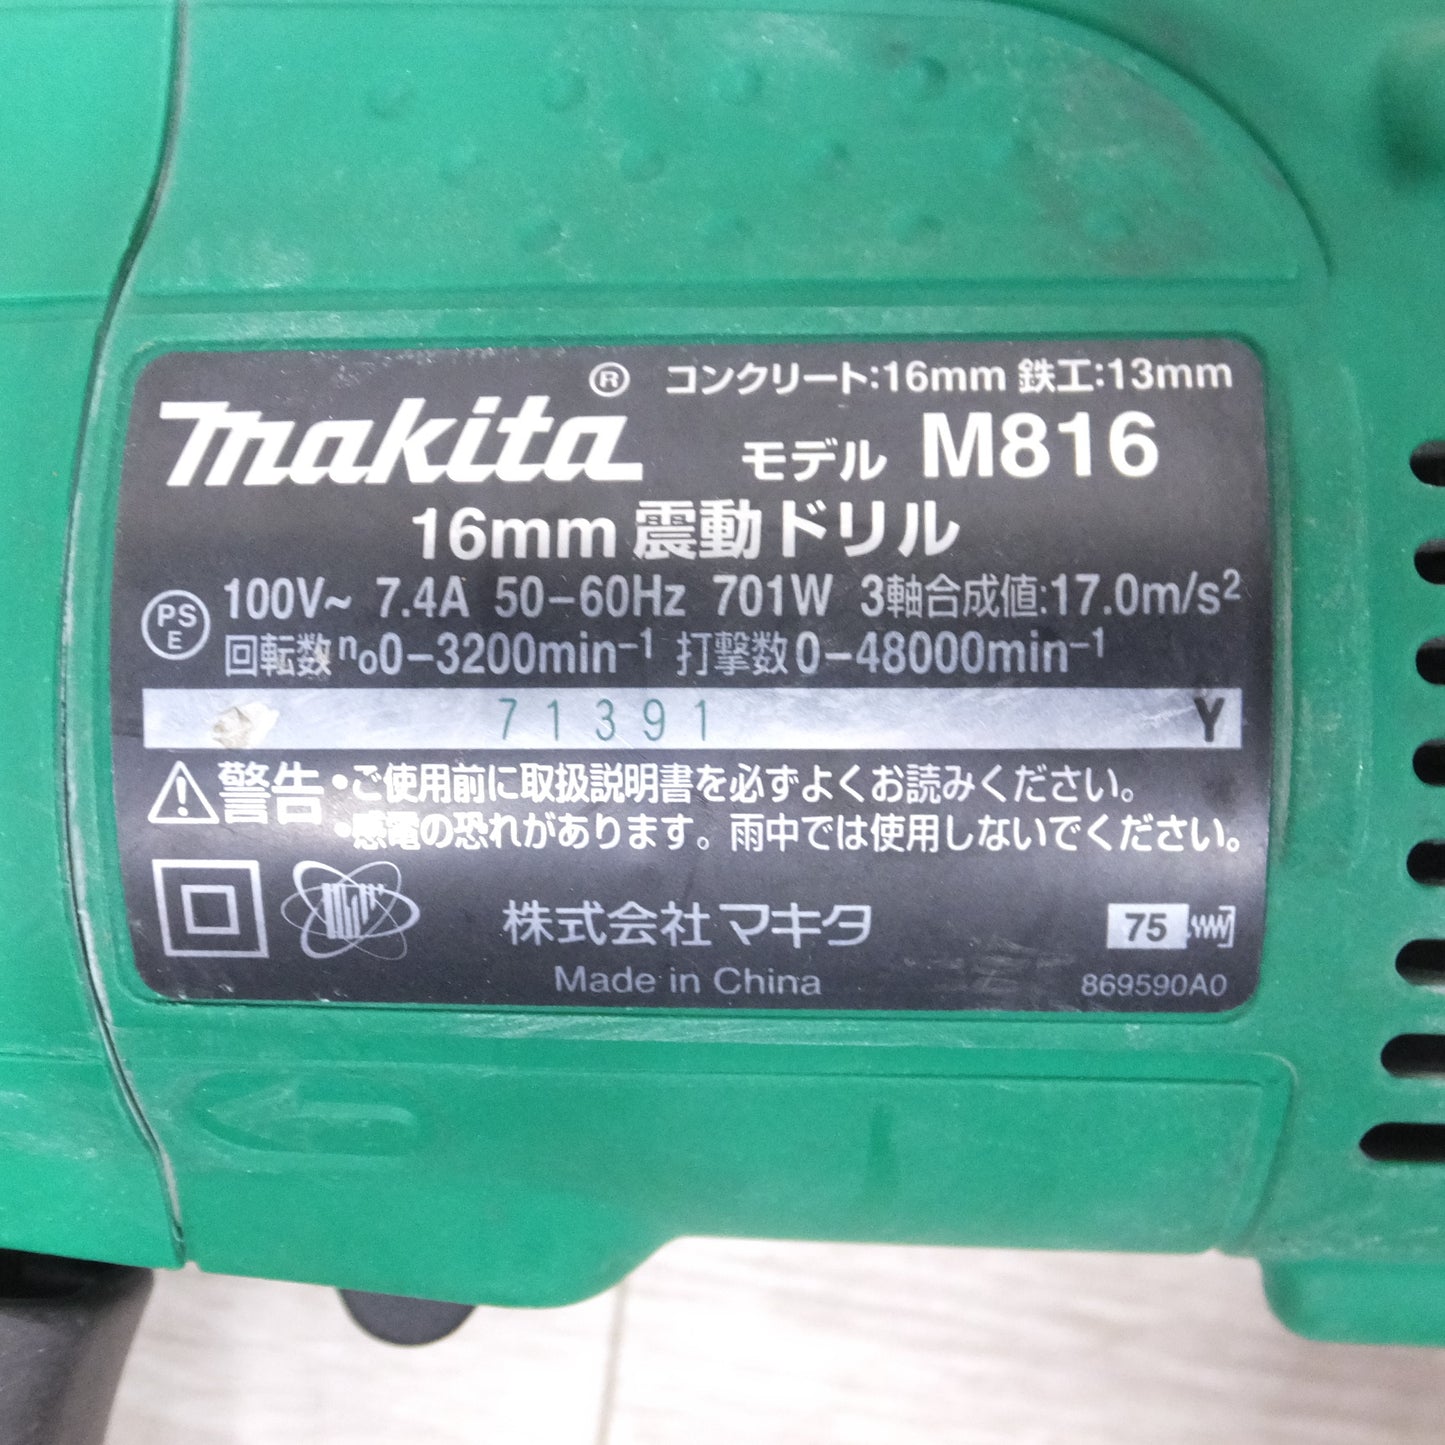 コンクリート:16mm 鉄工:13mm
makita® モデル M816
16mm 震動ドリル
PS E 100V~ 7.4A 50-60Hz 701W 3軸合成値:17.0m/s²
回転数 n₀0-3200min⁻¹ 打撃数 0-48000min⁻¹
71391 Y
警告 •ご使用前に取扱説明書を必ずよくお読みください。
•感電の恐れがあります。雨中では使用しないでください。
株式会社マキタ 75
Made in China 869590A0